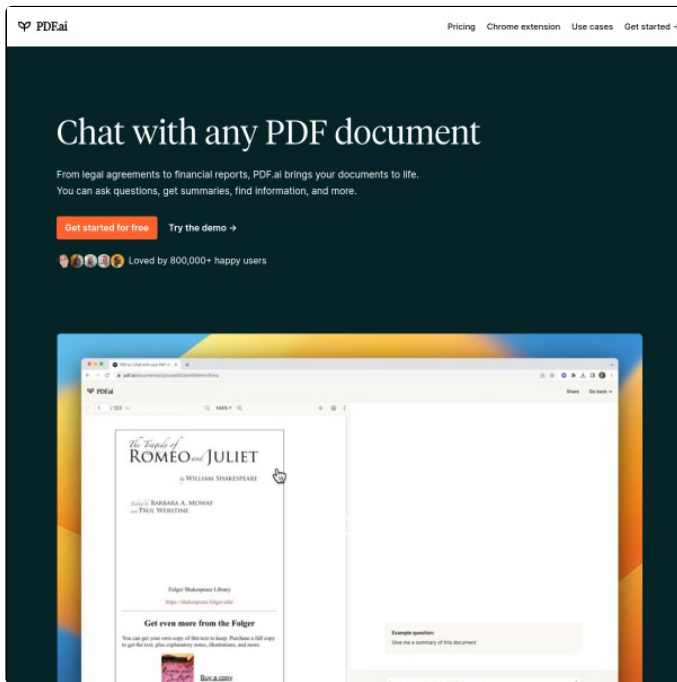 PDF.ai
Pricing Chrome extension Use cases Get started
Chat with any PDF document
From legal agreements to financial reports, PDF.ai brings your documents to life.
You can ask questions, get summaries, find information, and more.
Get started for free Try the demo →
Loved by 800,000+ happy users
PDF.ai
Share Go back →
1 / 123 144%
The Tragedy of
ROMEO and JULIET
by WILLIAM SHAKESPEARE
Edited by BARBARA A. MOWAT
and PAUL WERSTINE
Folger Shakespeare Library
https://shakespeare.folger.edu/
Get even more from the Folger
You can get your own copy of this text to keep. Purchase a full copy
to get the text, plus explanatory notes, illustrations, and more.
Buy a copy
Example question:
Give me a summary of this document